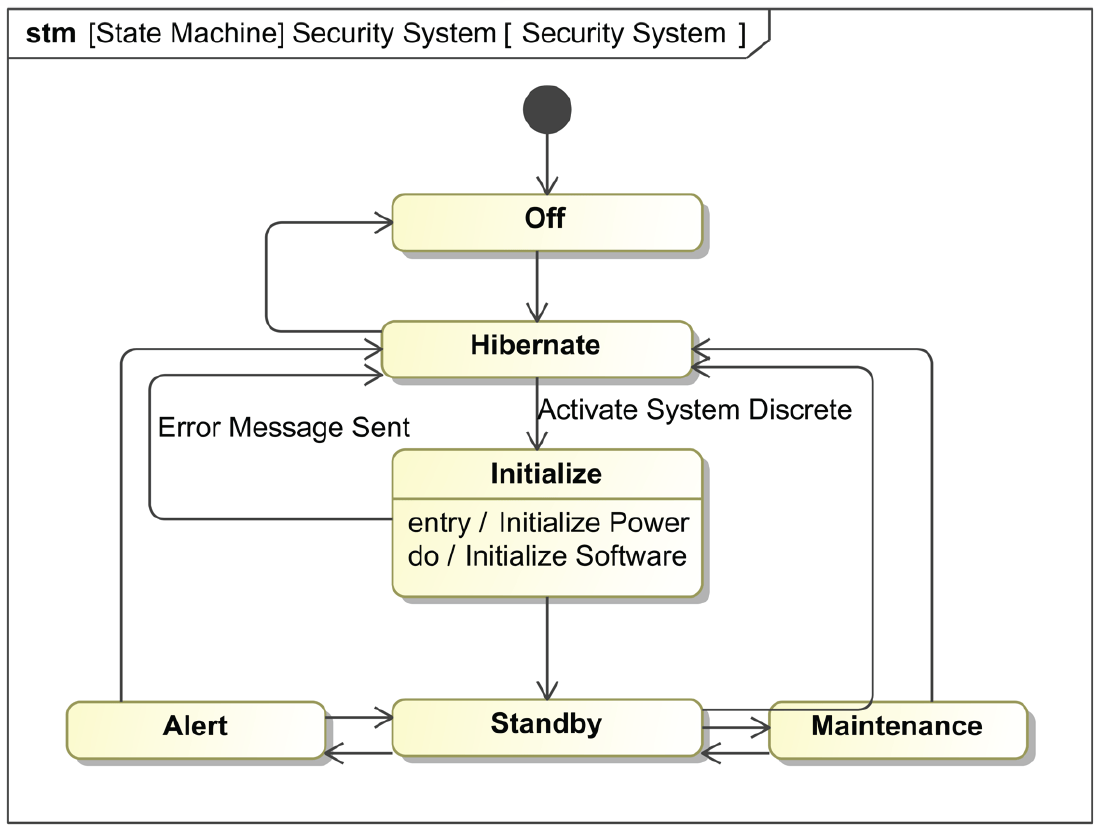 stm [State Machine] Security System [ Security System ]
Off
Hibernate
Activate System Discrete
Error Message Sent
Initialize
entry / Initialize Power
do / Initialize Software
Alert
Standby
Maintenance